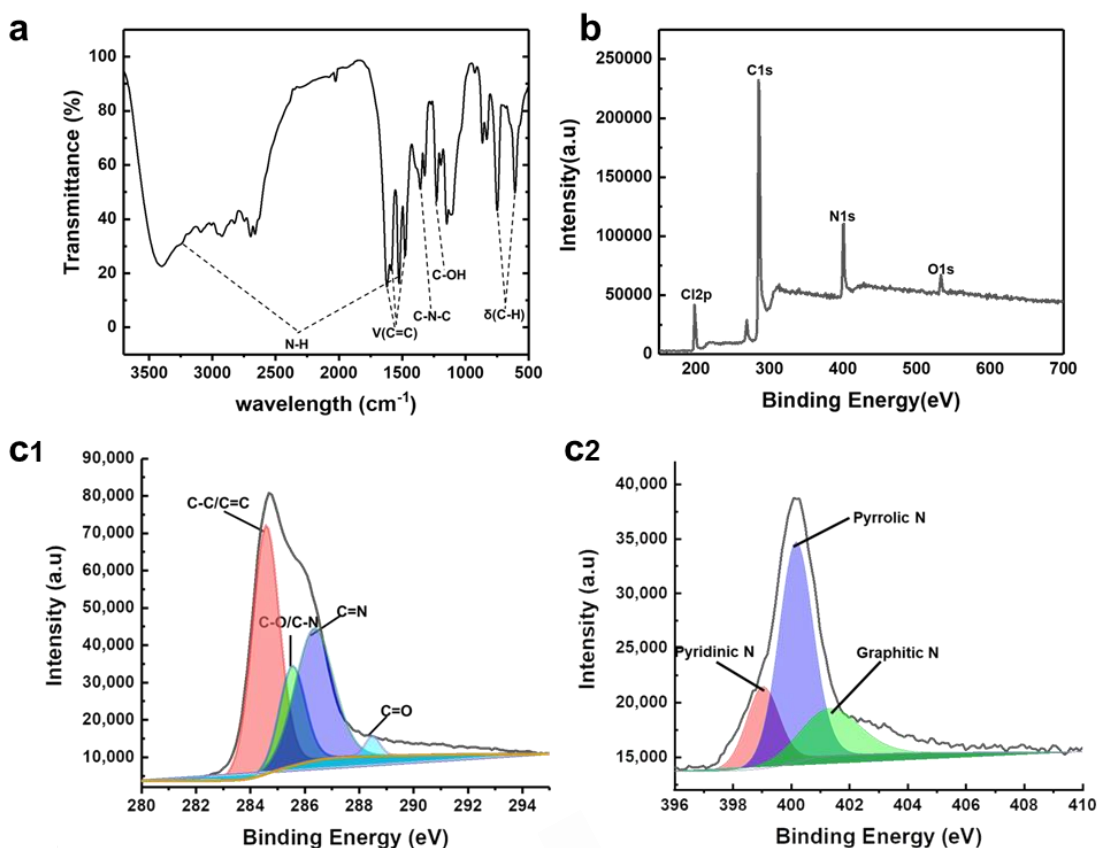 a
Transmittance (%)
100
80
60
40
20
0
N-H
V(C=C)
C-N-C
C-OH
δ(C-H)
3500 3000 2500 2000 1500 1000 500
wavelength (cm⁻¹)
b
Intensity(a.u)
250000
200000
150000
100000
50000
0
Cl2p
C1s
N1s
O1s
200 300 400 500 600 700
Binding Energy(eV)
c1
Intensity (a.u)
90,000
80,000
70,000
60,000
50,000
40,000
30,000
20,000
10,000
C-C/C=C
C-O/C-N
C=N
C=O
280 282 284 286 288 290 292 294
Binding Energy (eV)
c2
Intensity (a.u)
40,000
35,000
30,000
25,000
20,000
15,000
Pyrrolic N
Pyridinic N
Graphitic N
396 398 400 402 404 406 408 410
Binding Energy (eV)